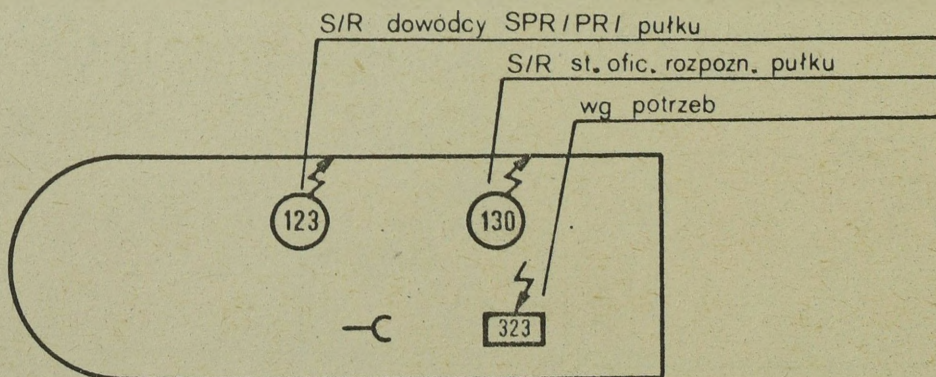 S/R dowódcy SPR/PR/ pułku
S/R st. ofic. rozpozn. pułku
wg potrzeb
123
130
323